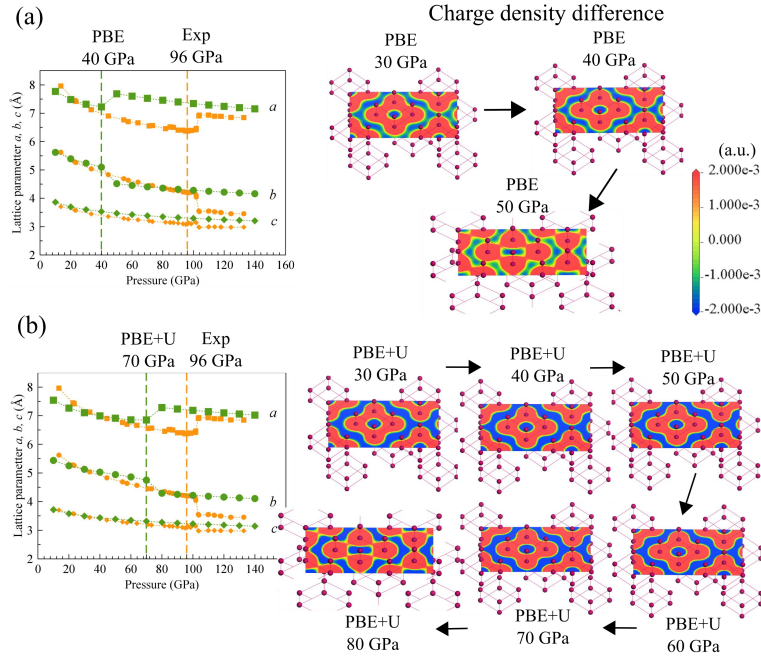 (a)
PBE
40 GPa
Exp
96 GPa
Lattice paramtter a, b, c (Å)
8
7
6
5
4
3
2
a
b
c
0 20 40 60 80 100 120 140 160
Pressure (GPa)
Charge density difference
PBE
30 GPa
PBE
40 GPa
PBE
50 GPa
(a.u.)
2.000e-3
1.000e-3
0.000
-1.000e-3
-2.000e-3
(b)
PBE+U
70 GPa
Exp
96 GPa
Lattice paramtter a, b, c (Å)
8
7
6
5
4
3
2
a
b
c
0 20 40 60 80 100 120 140
Pressure (GPa)
PBE+U
30 GPa
PBE+U
40 GPa
PBE+U
50 GPa
PBE+U
80 GPa
PBE+U
70 GPa
PBE+U
60 GPa